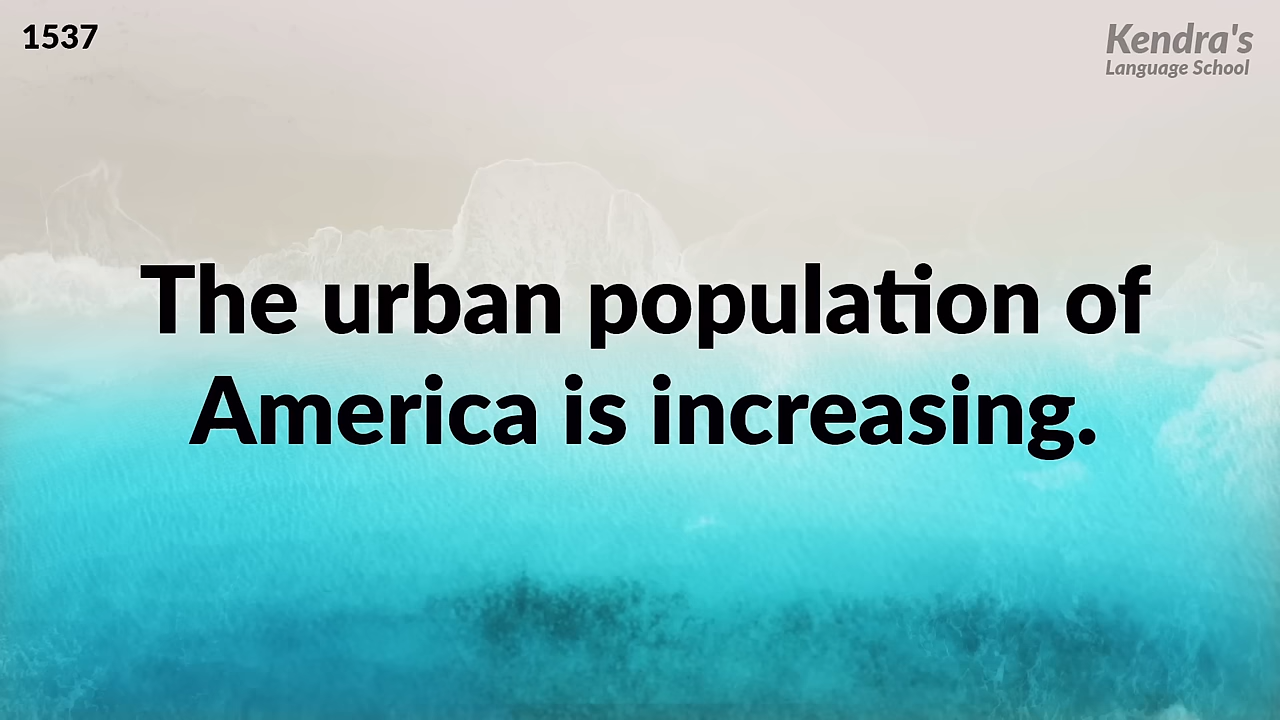 1537
Kendra's
Language School
The urban population of
America is increasing.